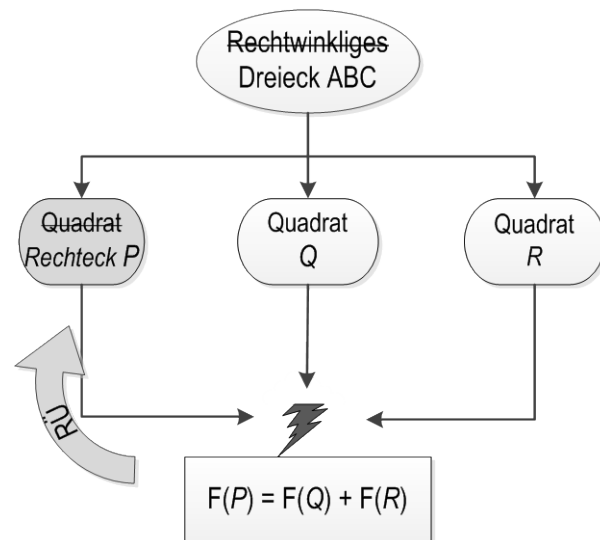 Rechtwinkliges
Dreieck ABC
Quadrat
Rechteck P
Quadrat
Q
Quadrat
R
RÜ
F(P) = F(Q) + F(R)